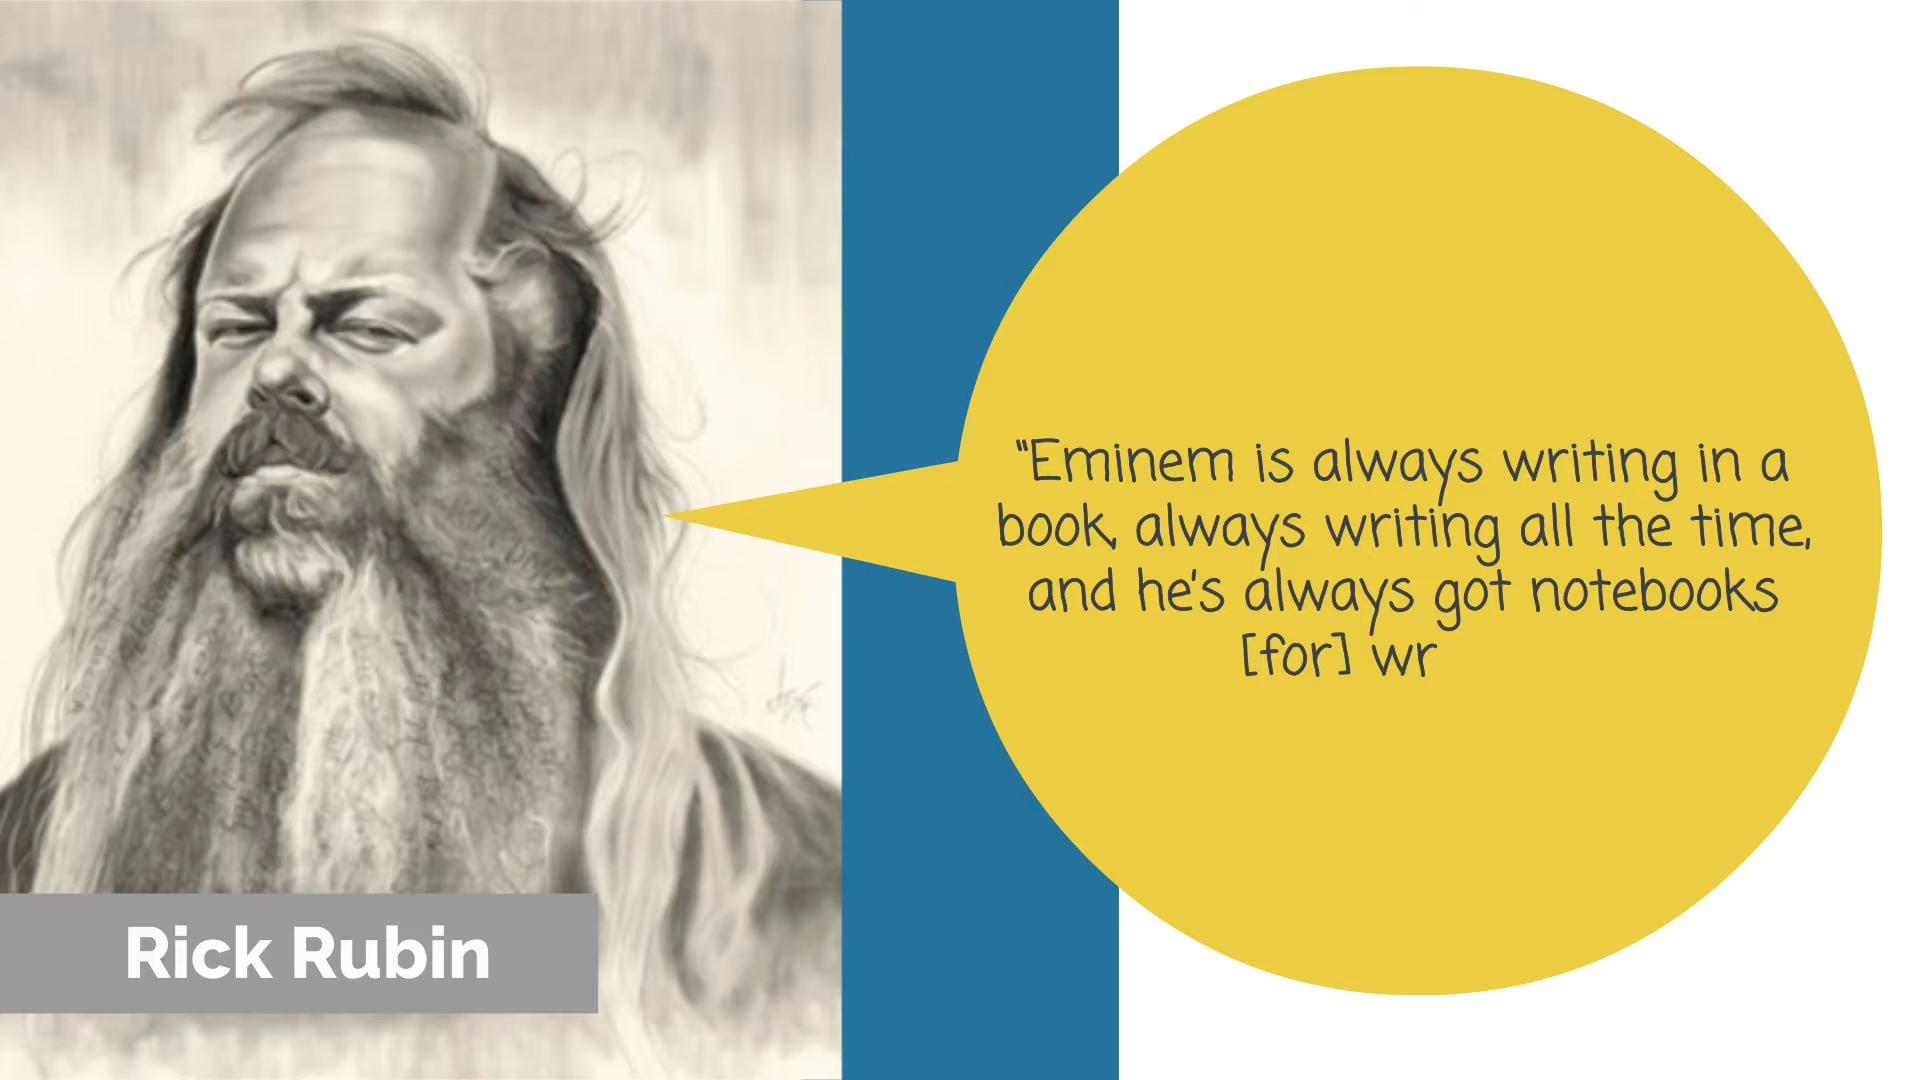 "Eminem is always writing in a
book, always writing all the time,
and he's always got notebooks
[for] wr
Rick Rubin